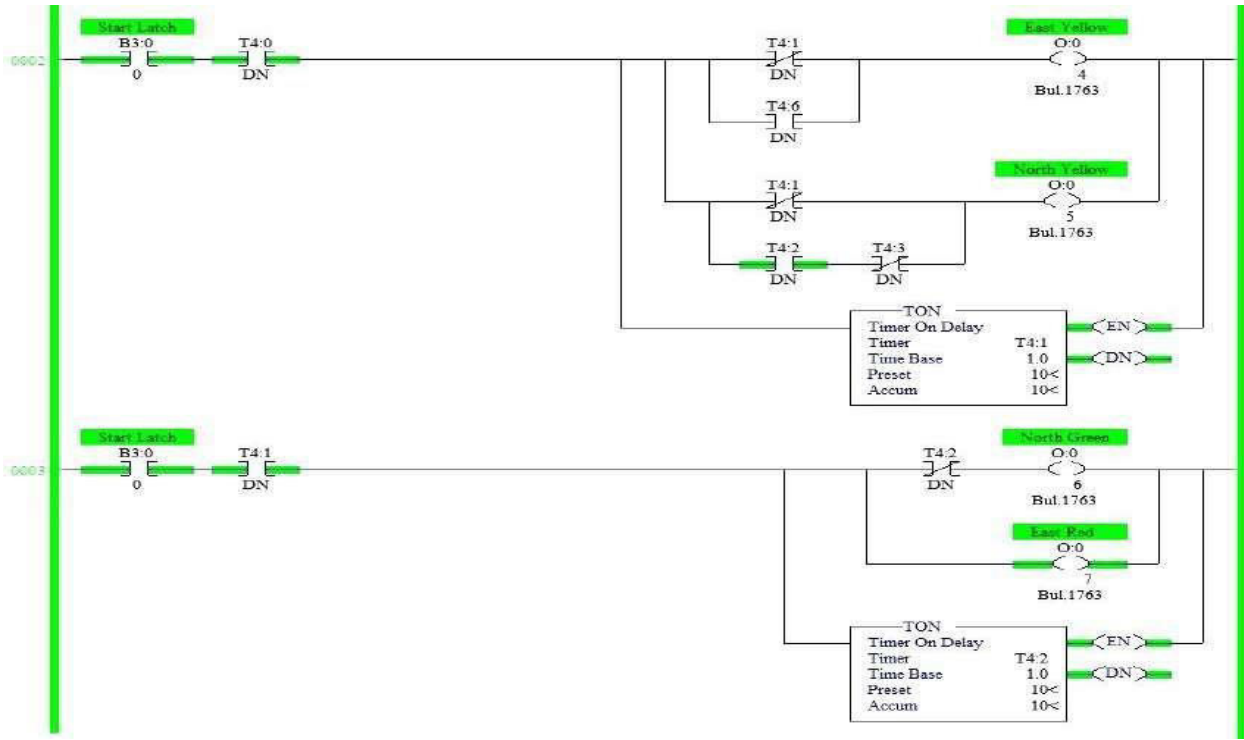 Start Latch
B3:0
0
T4:0
DN
0002
T4:1
DN
East Yellow
O:0
4
Bul.1763
T4:6
DN
T4:1
DN
North Yellow
O:0
5
Bul.1763
T4:2
DN
T4:3
DN
TON
Timer On Delay
Timer T4:1
Time Base 1.0
Preset 10<
Accum 10<
EN
DN
Start Latch
B3:0
0
T4:1
DN
0003
T4:2
DN
North Green
O:0
6
Bul.1763
East Red
O:0
7
Bul.1763
TON
Timer On Delay
Timer T4:2
Time Base 1.0
Preset 10<
Accum 10<
EN
DN